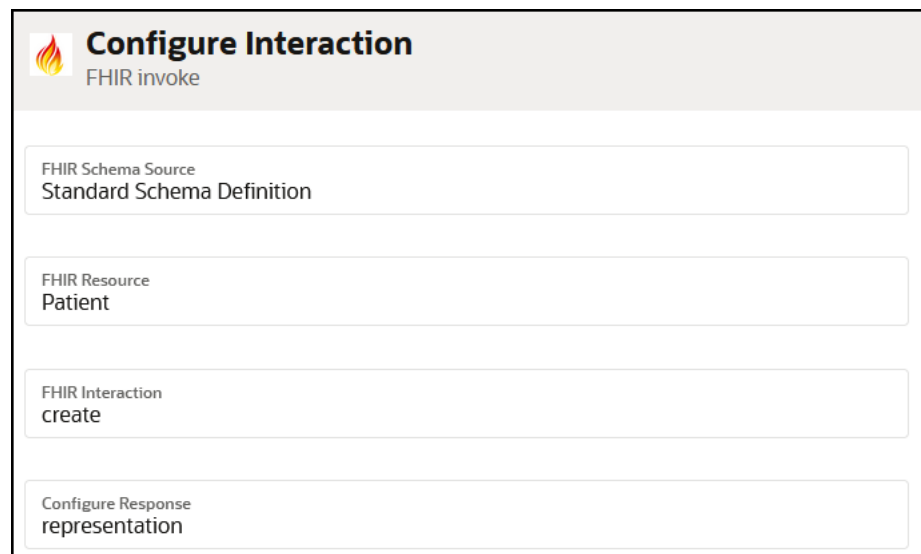 Configure Interaction
FHIR invoke
FHIR Schema Source
Standard Schema Definition
FHIR Resource
Patient
FHIR Interaction
create
Configure Response
representation